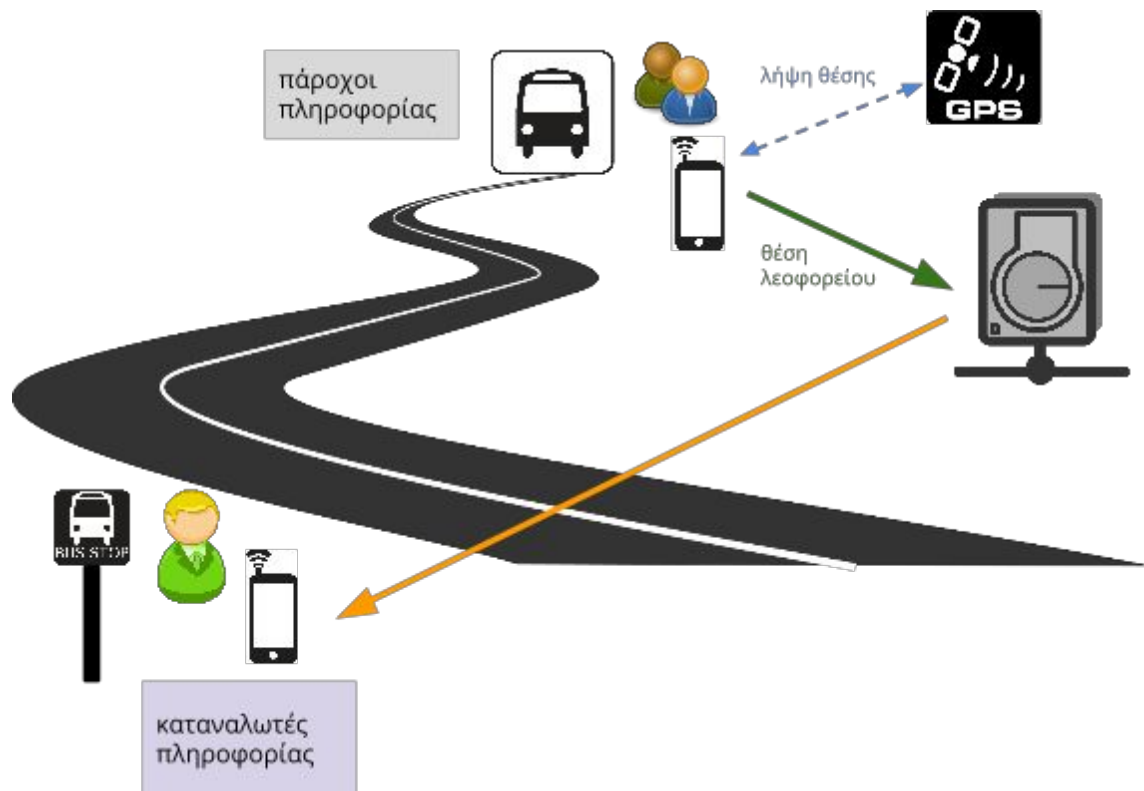 πάροχοι
πληροφορίας
λήψη θέσης
GPS
θέση
λεοφορείου
BUS STOP
καταναλωτές
πληροφορίας